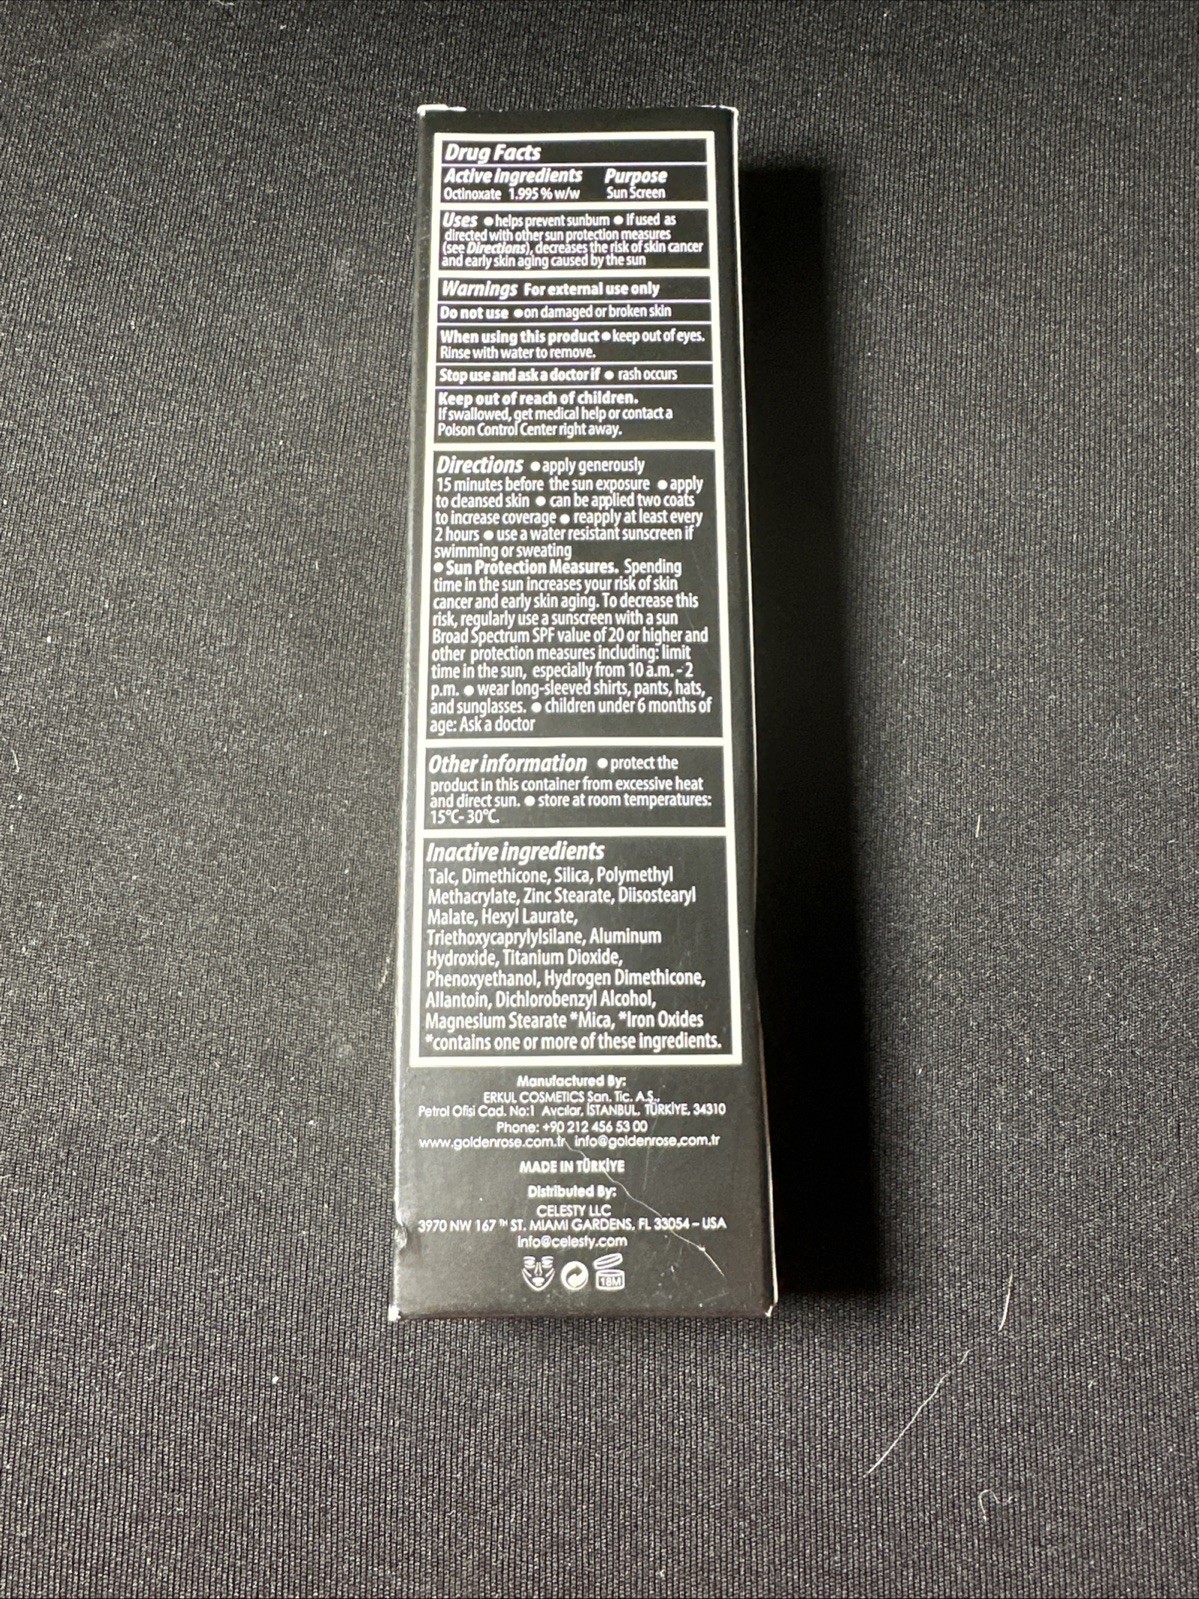 Drug Facts
Active ingredients Purpose
Octinoxate 1.995 % w/w Sun Screen
Uses ● helps prevent sunburn ● if used as
directed with other sun protection measures
(see Directions), decreases the risk of skin cancer
and early skin aging caused by the sun
Warnings For external use only
Do not use ● on damaged or broken skin
When using this product ● keep out of eyes.
Rinse with water to remove.
Stop use and ask a doctor if ● rash occurs
Keep out of reach of children.
If swallowed, get medical help or contact a
Poison Control Center right away.
Directions ● apply generously
15 minutes before the sun exposure ● apply
to cleansed skin ● can be applied two coats
to increase coverage ● reapply at least every
2 hours ● use a water resistant sunscreen if
swimming or sweating
● Sun Protection Measures. Spending
time in the sun increases your risk of skin
cancer and early skin aging. To decrease this
risk, regularly use a sunscreen with a sun
Broad Spectrum SPF value of 20 or higher and
other protection measures including: limit
time in the sun, especially from 10 a.m. - 2
p.m. ● wear long-sleeved shirts, pants, hats,
and sunglasses. ● children under 6 months of
age: Ask a doctor
Other information ● protect the
product in this container from excessive heat
and direct sun. ● store at room temperatures:
15°C- 30°C.
Inactive ingredients
Talc, Dimethicone, Silica, Polymethyl
Methacrylate, Zinc Stearate, Diisostearyl
Malate, Hexyl Laurate,
Triethoxycaprylylsilane, Aluminum
Hydroxide, Titanium Dioxide,
Phenoxyethanol, Hydrogen Dimethicone,
Allantoin, Dichlorobenzyl Alcohol,
Magnesium Stearate *Mica, *Iron Oxides
*contains one or more of these ingredients.
Manufactured By:
ERKUL COSMETICS San. Tic. A.Ş.,
Petrol Ofisi Cad. No:1 Avcılar, İSTANBUL, TÜRKİYE, 34310
Phone: +90 212 456 53 00
www.goldenrose.com.tr info@goldenrose.com.tr
MADE IN TÜRKİYE
Distributed By:
CELESTY LLC
3970 NW 167 TH ST. MIAMI GARDENS, FL 33054 – USA
info@celesty.com
18M